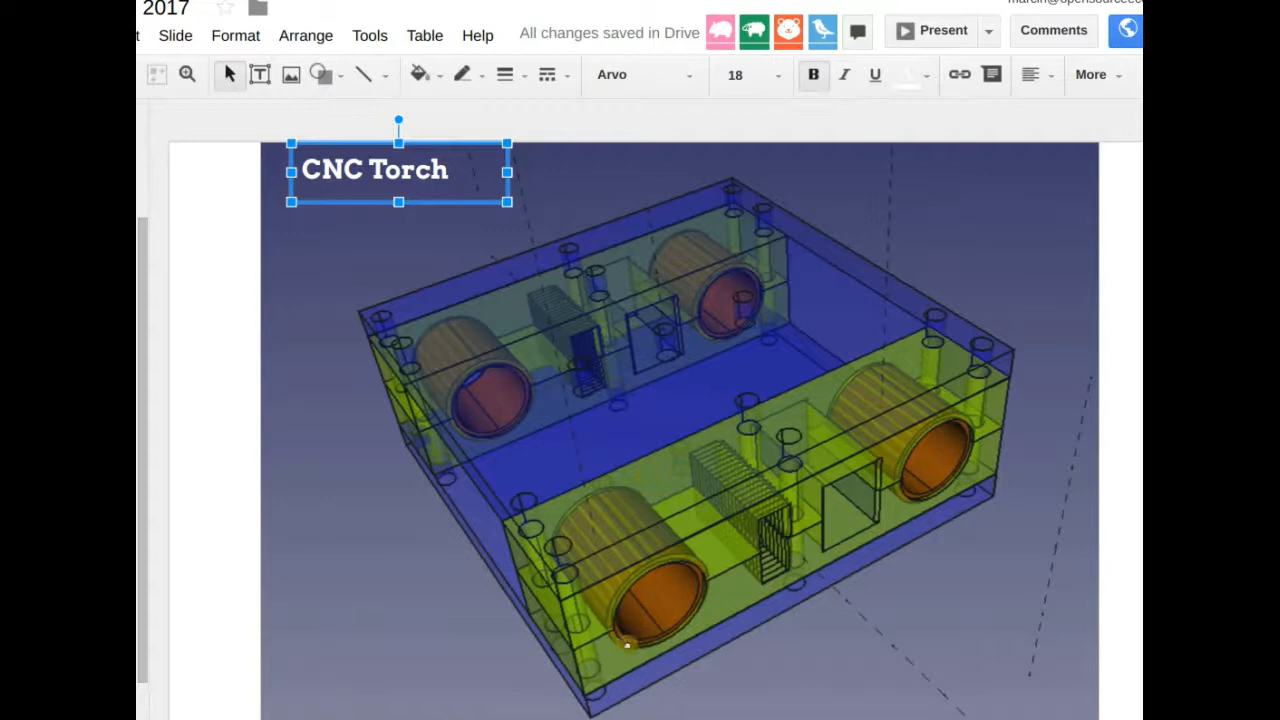 2017
Slide Format Arrange Tools Table Help All changes saved in Drive Present Comments
Arvo 18 B I U More
CNC Torch